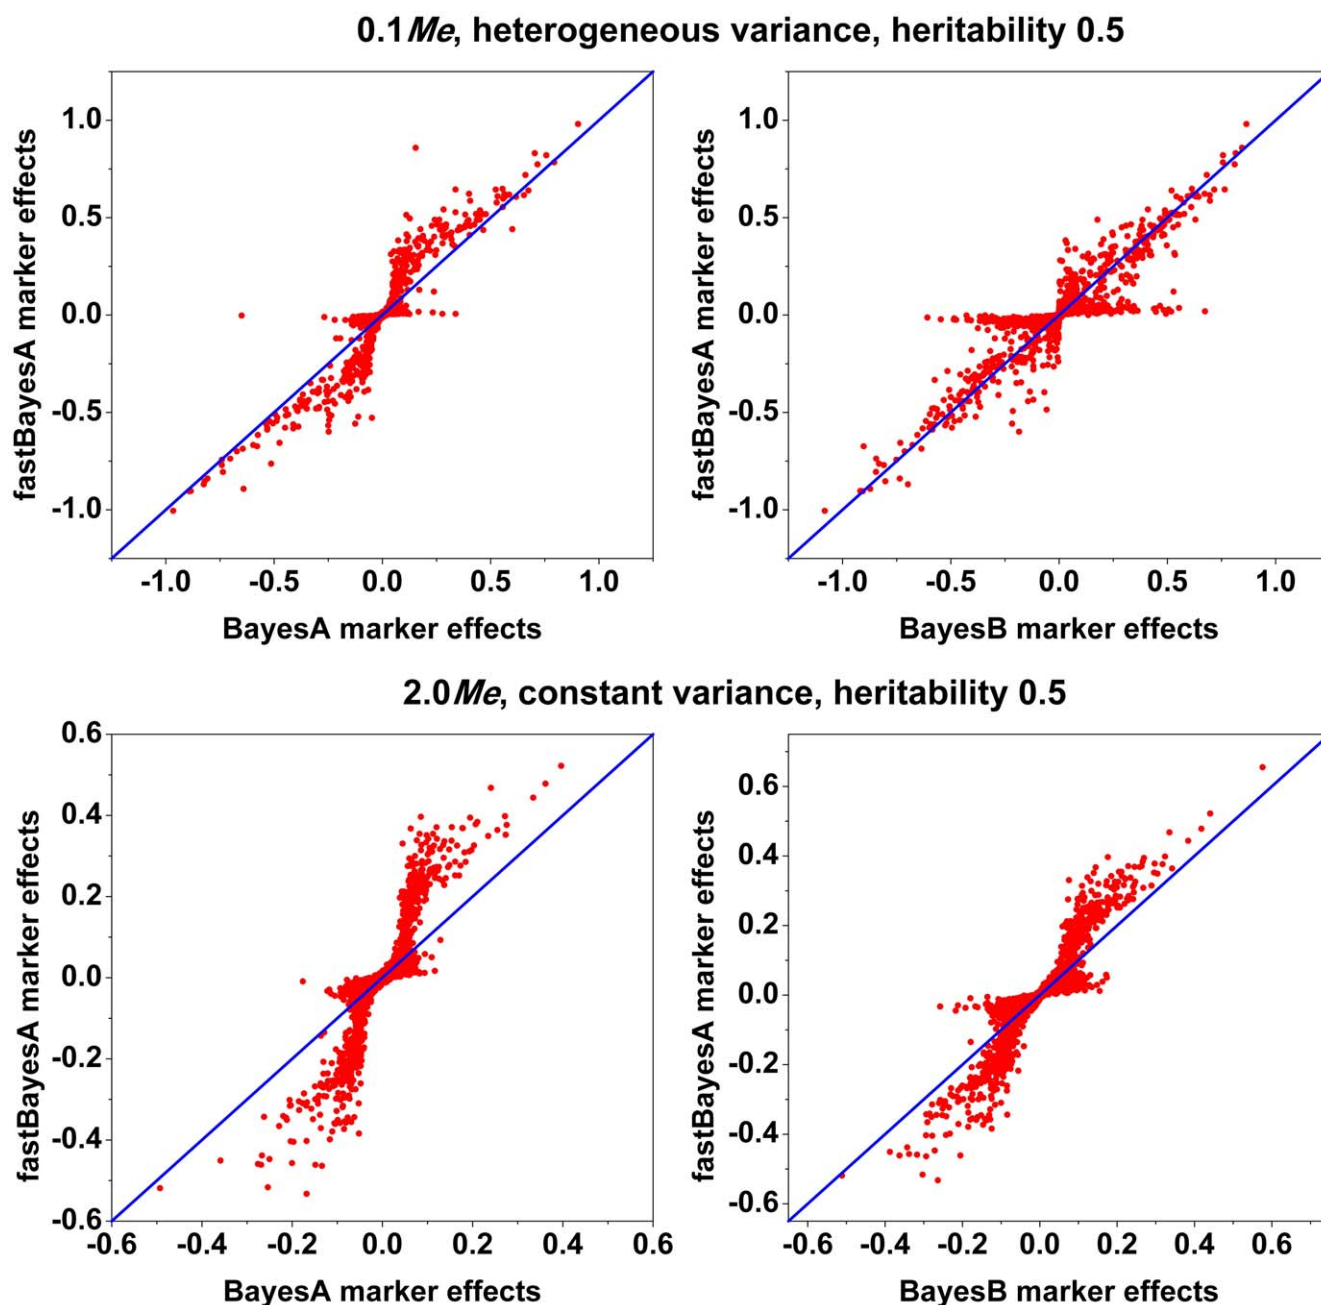 0.1Me, heterogeneous variance, heritability 0.5
fastBayesA marker effects
1.0
0.5
0.0
-0.5
-1.0
-1.0 -0.5 0.0 0.5 1.0
BayesA marker effects
fastBayesA marker effects
1.0
0.5
0.0
-0.5
-1.0
-1.0 -0.5 0.0 0.5 1.0
BayesB marker effects
2.0Me, constant variance, heritability 0.5
fastBayesA marker effects
0.6
0.4
0.2
0.0
-0.2
-0.4
-0.6
-0.6 -0.4 -0.2 0.0 0.2 0.4 0.6
BayesA marker effects
fastBayesA marker effects
0.6
0.4
0.2
0.0
-0.2
-0.4
-0.6
-0.6 -0.4 -0.2 0.0 0.2 0.4 0.6
BayesB marker effects